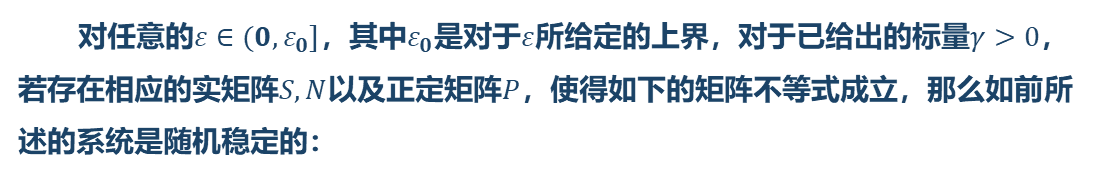 对任意的ε ∈ (0, ε₀]，其中ε₀是对于ε所给定的上界，对于已给出的标量γ > 0，
若存在相应的实矩阵S, N以及正定矩阵P，使得如下的矩阵不等式成立，那么如前所
述的系统是随机稳定的：